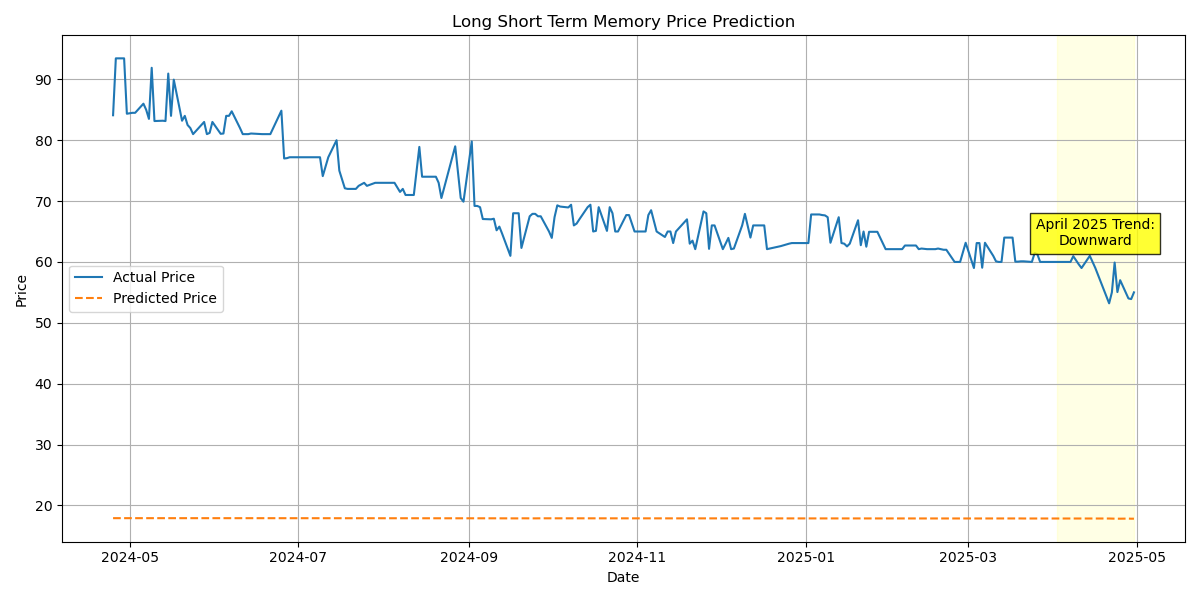 Long Short Term Memory Price Prediction
Price
90
80
70
60
50
40
30
20
April 2025 Trend:
Downward
Actual Price
Predicted Price
2024-05
2024-07
2024-09
2024-11
2025-01
2025-03
2025-05
Date